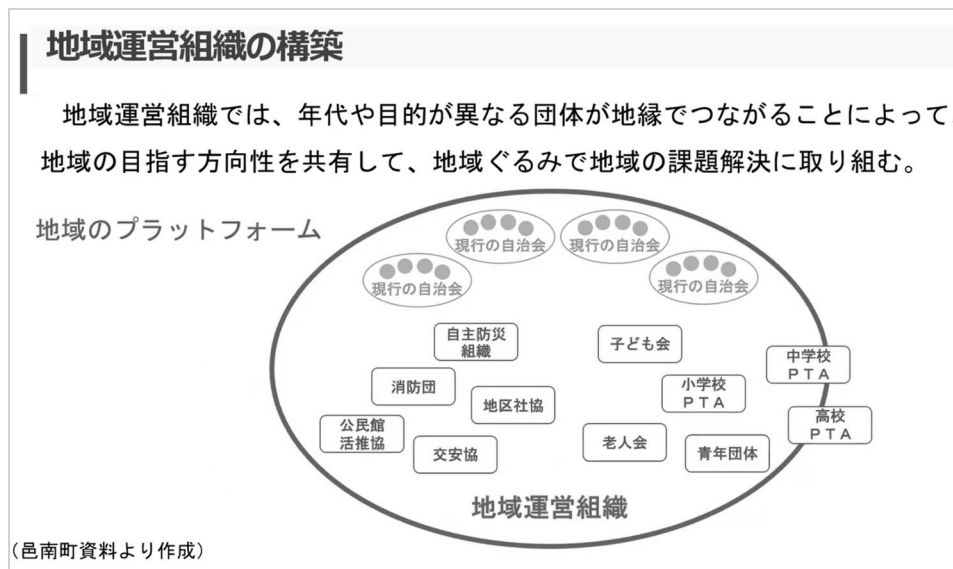 地域運営組織の構築
地域運営組織では、年代や目的が異なる団体が地縁でつながることによって、
地域の目指す方向性を共有して、地域ぐるみで地域の課題解決に取り組む。
地域のプラットフォーム
現行の自治会
現行の自治会
現行の自治会
現行の自治会
自主防災
組織
子ども会
中学校
ＰＴＡ
消防団
地区社協
小学校
ＰＴＡ
高校
ＰＴＡ
公民館
活推協
交安協
老人会
青年団体
地域運営組織
（邑南町資料より作成）